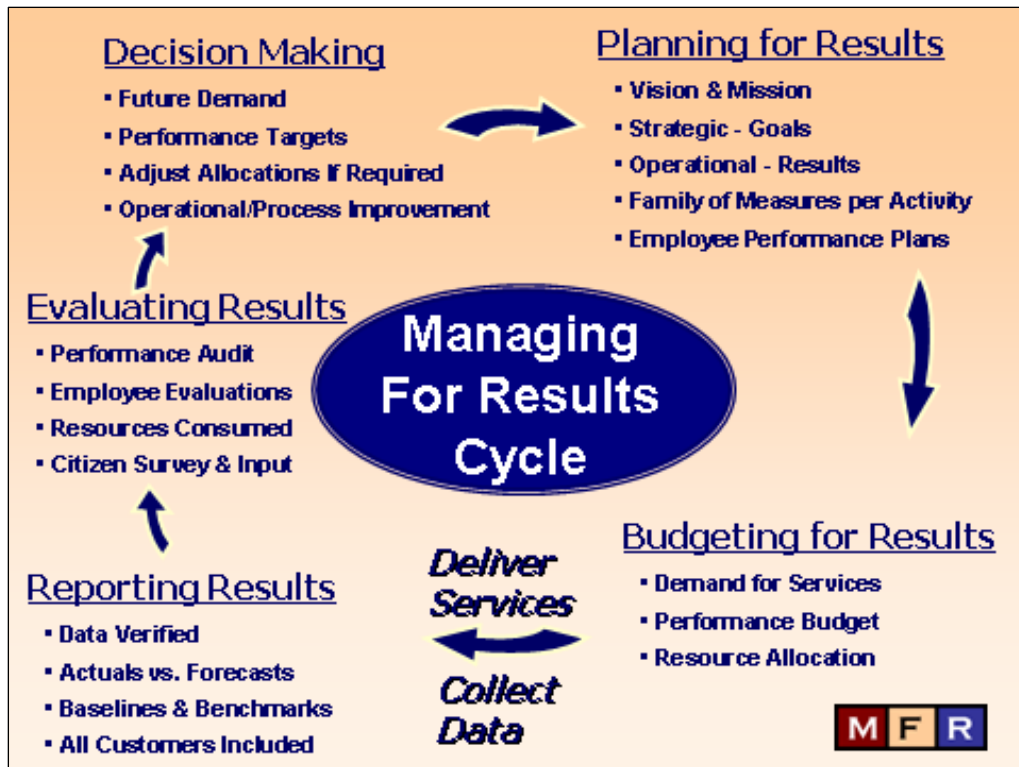 Decision Making
▪ Future Demand
▪ Performance Targets
▪ Adjust Allocations If Required
▪ Operational/Process Improvement
Planning for Results
▪ Vision & Mission
▪ Strategic - Goals
▪ Operational - Results
▪ Family of Measures per Activity
▪ Employee Performance Plans
Evaluating Results
▪ Performance Audit
▪ Employee Evaluations
▪ Resources Consumed
▪ Citizen Survey & Input
Managing
For Results
Cycle
Budgeting for Results
▪ Demand for Services
▪ Performance Budget
▪ Resource Allocation
Deliver
Services
Collect
Data
Reporting Results
▪ Data Verified
▪ Actuals vs. Forecasts
▪ Baselines & Benchmarks
▪ All Customers Included
M F R